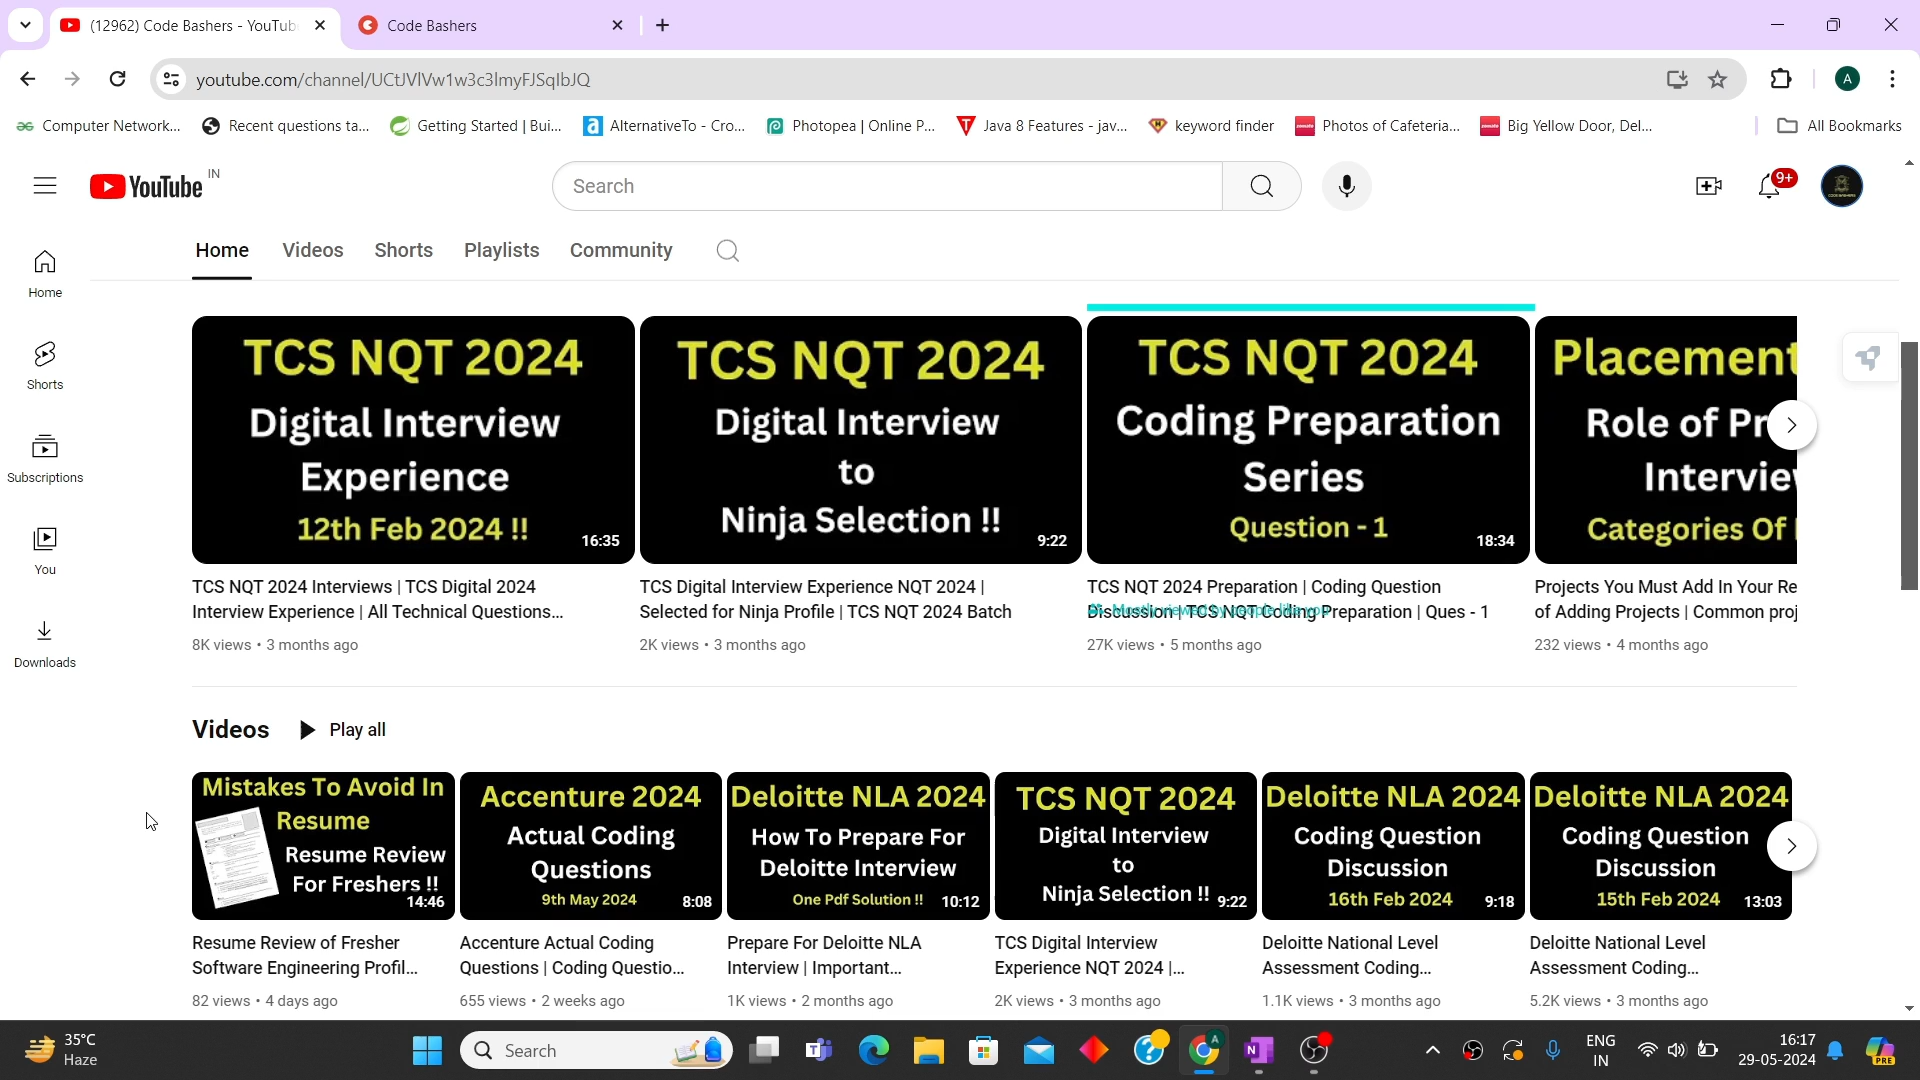 (12962) Code Bashers - YouTub
Code Bashers
youtube.com/channel/UCtJVlVw1w3c3lmyFJSqlbJQ
Computer Network...
Recent questions ta...
Getting Started | Bui...
AlternativeTo - Cro...
Photopea | Online P...
Java 8 Features - jav...
keyword finder
Photos of Cafeteria...
Big Yellow Door, Del...
All Bookmarks
YouTube IN
Search
9+
Home
Videos
Shorts
Playlists
Community
Home
Shorts
Subscriptions
You
Downloads
TCS NQT 2024
Digital Interview
Experience
12th Feb 2024 !!
16:35
TCS NQT 2024 Interviews | TCS Digital 2024
Interview Experience | All Technical Questions...
8K views • 3 months ago
TCS NQT 2024
Digital Interview
to
Ninja Selection !!
9:22
TCS Digital Interview Experience NQT 2024 |
Selected for Ninja Profile | TCS NQT 2024 Batch
2K views • 3 months ago
TCS NQT 2024
Coding Preparation
Series
Question - 1
18:34
TCS NQT 2024 Preparation | Coding Question
Discussion | TCS NQT Coding Preparation | Ques - 1
Mostly viewed by people like you
27K views • 5 months ago
Placement
Role of Pr
Intervie
Categories Of
Projects You Must Add In Your Re
of Adding Projects | Common proj
232 views • 4 months ago
Videos
Play all
Mistakes To Avoid In
Resume
Resume Review
For Freshers !!
14:46
Resume Review of Fresher
Software Engineering Profil...
82 views • 4 days ago
Accenture 2024
Actual Coding
Questions
9th May 2024
8:08
Accenture Actual Coding
Questions | Coding Questio...
655 views • 2 weeks ago
Deloitte NLA 2024
How To Prepare For
Deloitte Interview
One Pdf Solution !!
10:12
Prepare For Deloitte NLA
Interview | Important...
1K views • 2 months ago
TCS NQT 2024
Digital Interview
to
Ninja Selection !!
9:22
TCS Digital Interview
Experience NQT 2024 |...
2K views • 3 months ago
Deloitte NLA 2024
Coding Question
Discussion
16th Feb 2024
9:18
Deloitte National Level
Assessment Coding...
1.1K views • 3 months ago
Deloitte NLA 2024
Coding Question
Discussion
15th Feb 2024
13:03
Deloitte National Level
Assessment Coding...
5.2K views • 3 months ago
35°C
Haze
Search
ENG
IN
16:17
29-05-2024
PRE